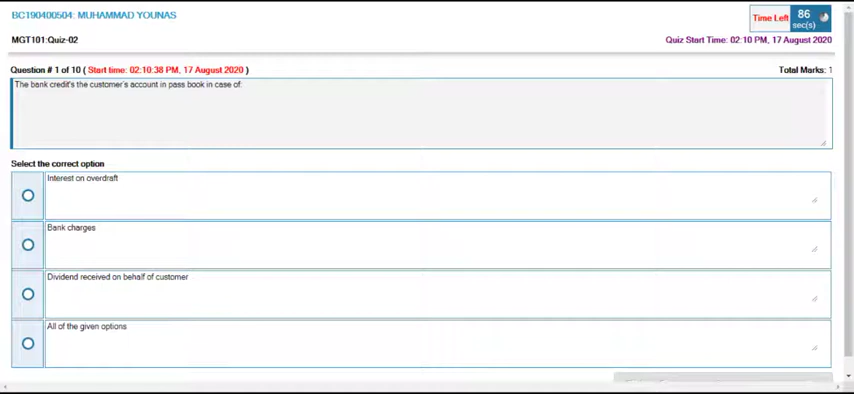 BC190400504: MUHAMMAD YOUNAS
Time Left 86
sec(s)
MGT101:Quiz-02
Quiz Start Time: 02:10 PM, 17 August 2020
Question # 1 of 10 ( Start time: 02:10:38 PM, 17 August 2020 )
Total Marks: 1
The bank credit's the customer's account in pass book in case of:
Select the correct option
Interest on overdraft
Bank charges
Dividend received on behalf of customer
All of the given options